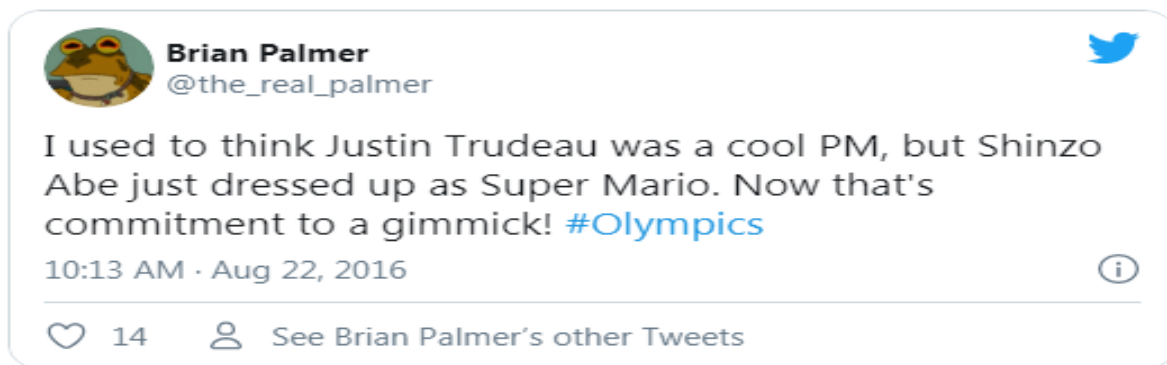 Brian Palmer
@the_real_palmer
I used to think Justin Trudeau was a cool PM, but Shinzo
Abe just dressed up as Super Mario. Now that's
commitment to a gimmick! #Olympics
10:13 AM · Aug 22, 2016
14 See Brian Palmer's other Tweets